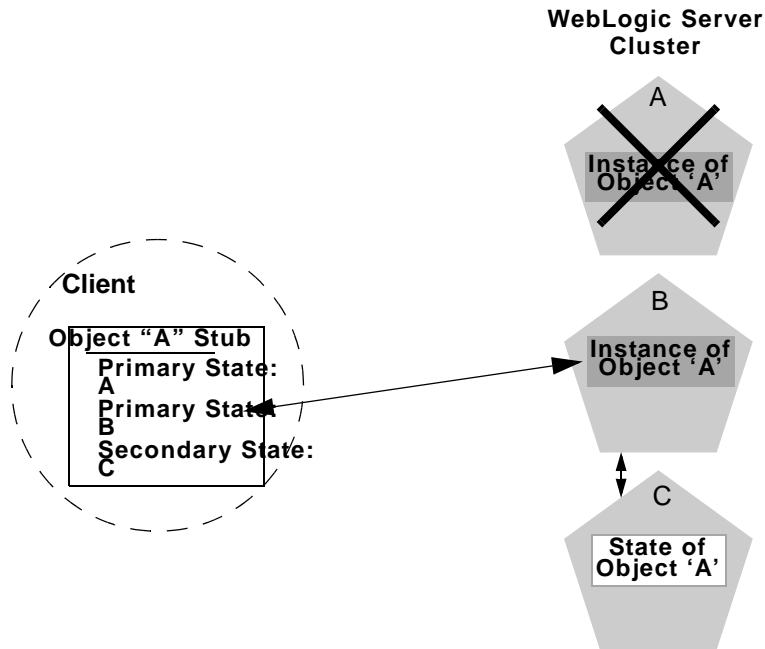 WebLogic Server
Cluster
A
Instance of
Object ‘A’
Client
B
Object “A” Stub
Instance of
Object ‘A’
Primary State:
A
Primary State:
B
Secondary State:
C
C
State of
Object ‘A’